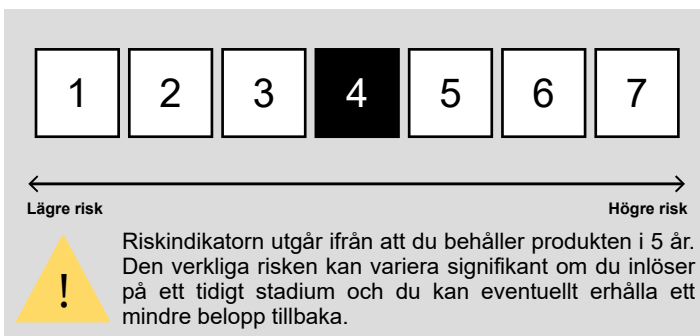 1 2 3 4 5 6 7
Lägre risk Högre risk
!
Riskindikatorn utgår ifrån att du behåller produkten i 5 år.
Den verkliga risken kan variera signifikant om du inlöser
på ett tidigt stadium och du kan eventuellt erhålla ett
mindre belopp tillbaka.